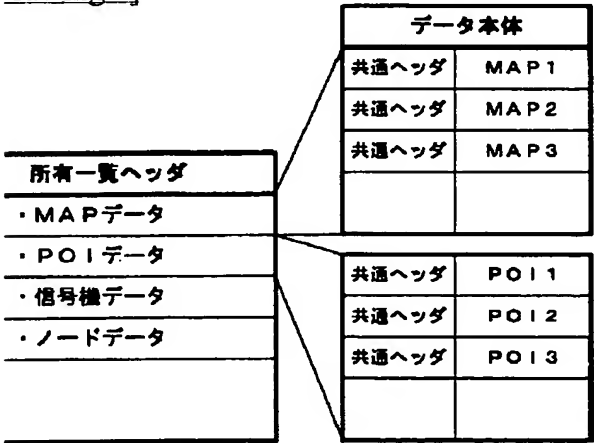 データ本体
共通ヘッダ MAP1
共通ヘッダ MAP2
共通ヘッダ MAP3
所有一覧ヘッダ
・MAPデータ
・POIデータ
・信号機データ
・ノードデータ
共通ヘッダ POI1
共通ヘッダ POI2
共通ヘッダ POI3